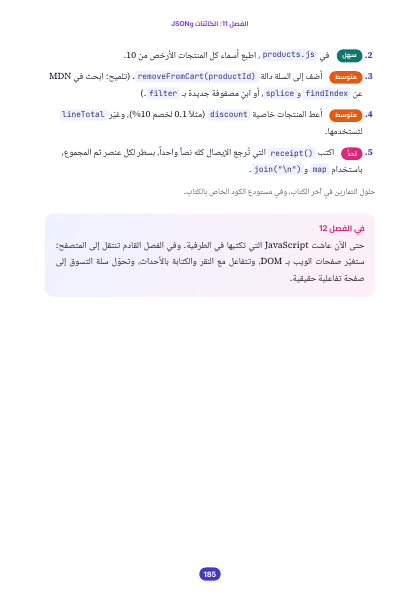 الفصل 11: الكائنات وJSON
2. سهل في products.js، اطبع أسماء كل المنتجات الأرخص من 10.
3. متوسط أضف إلى السلة دالة removeFromCart(productId). (تلميح: ابحث في MDN
عن findIndex و splice، أو ابنِ مصفوفة جديدة بـ filter.)
4. متوسط أعط المنتجات خاصية discount (مثلاً 0.1 لخصم 10%)، وغيّر lineTotal
لتستخدمها.
5. تحدٍّ اكتب receipt() التي تُرجع الإيصال كله نصاً واحداً، بسطر لكل عنصر ثم المجموع،
باستخدام map و join("\n").
حلول التمارين في آخر الكتاب، وفي مستودع الكود الخاص بالكتاب.
في الفصل 12
حتى الآن عاشت JavaScript التي تكتبها في الطرفية. وفي الفصل القادم تنتقل إلى المتصفح:
ستغيّر صفحات الويب بـ DOM، وتتفاعل مع النقر والكتابة بالأحداث، وتحوّل سلة التسوق إلى
صفحة تفاعلية حقيقية.
185